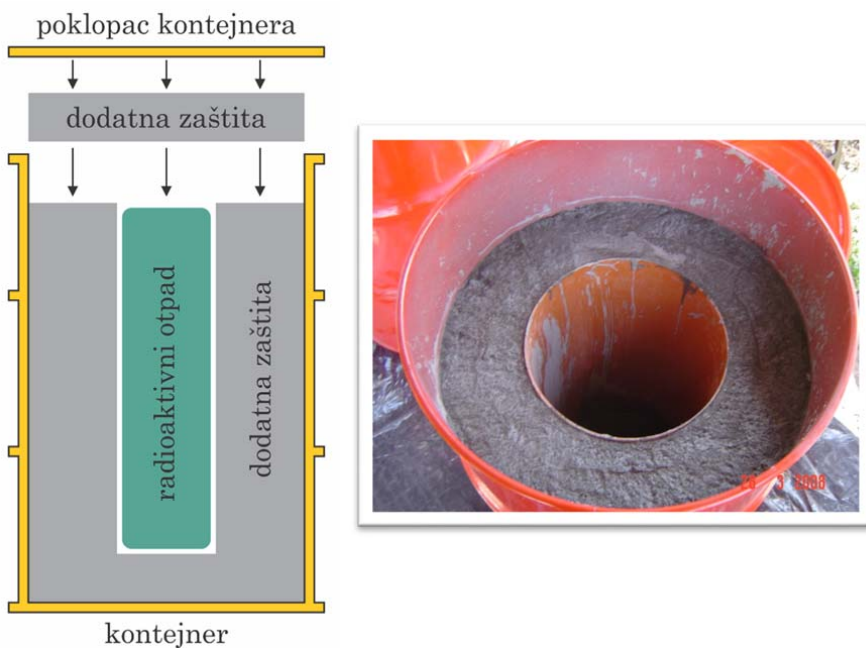 poklopac kontejnera
dodatna zaštita
radioaktivni otpad
dodatna zaštita
kontejner